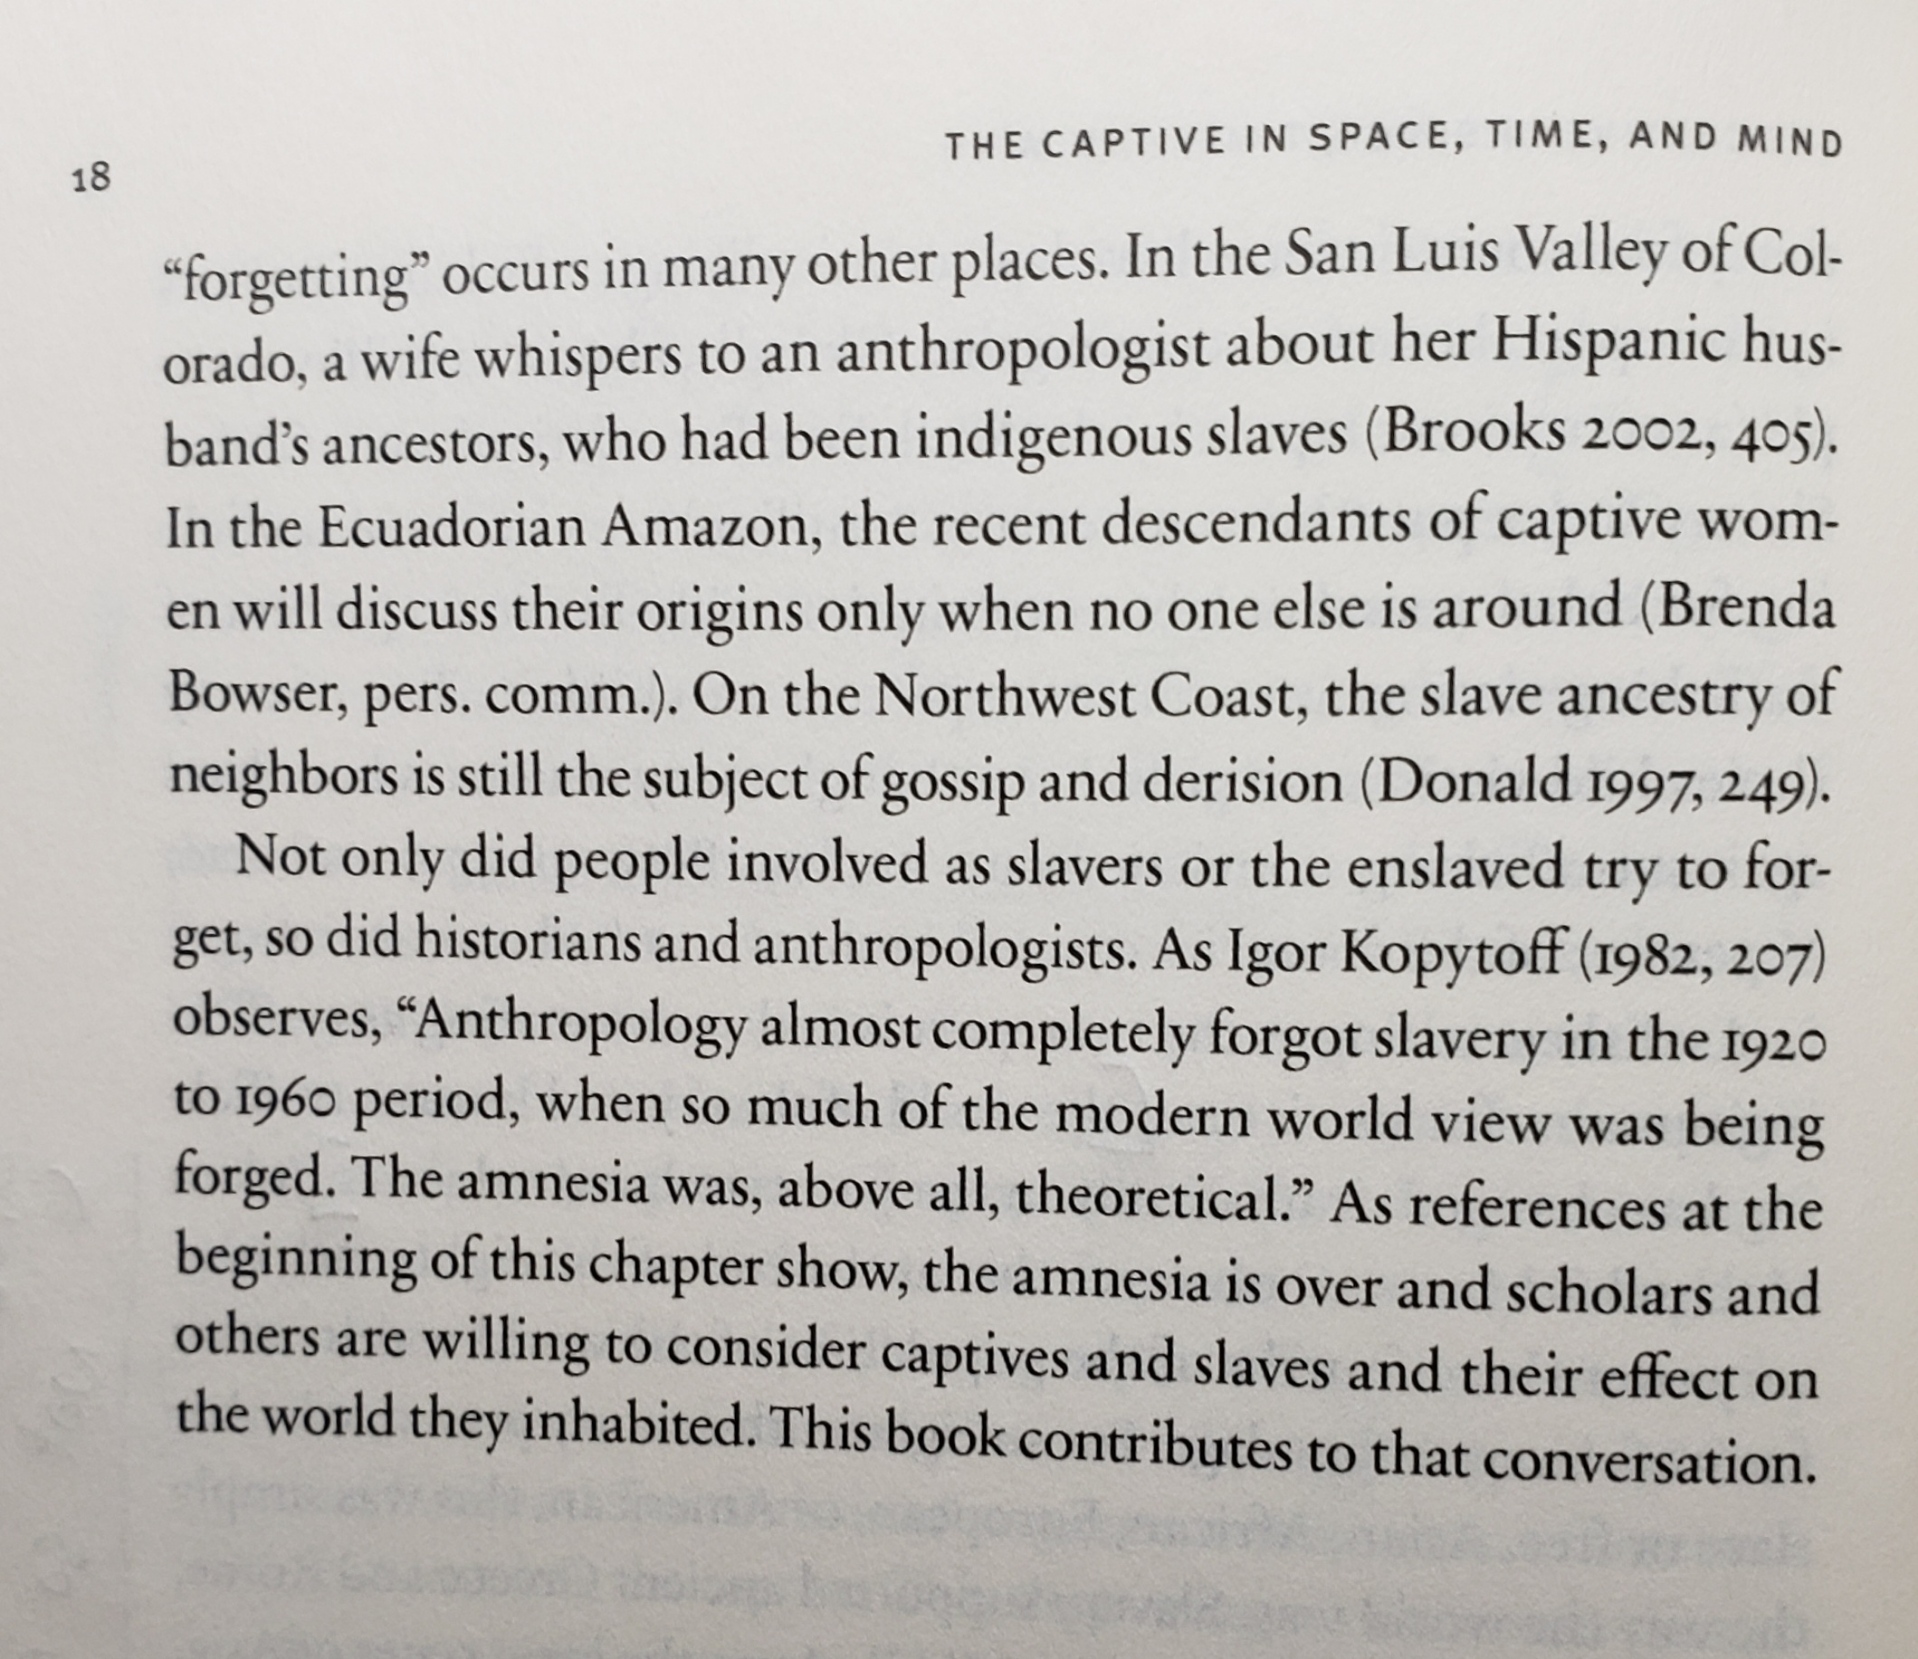 18
THE CAPTIVE IN SPACE, TIME, AND MIND
“forgetting” occurs in many other places. In the San Luis Valley of Col-
orado, a wife whispers to an anthropologist about her Hispanic hus-
band’s ancestors, who had been indigenous slaves (Brooks 2002, 405).
In the Ecuadorian Amazon, the recent descendants of captive wom-
en will discuss their origins only when no one else is around (Brenda
Bowser, pers. comm.). On the Northwest Coast, the slave ancestry of
neighbors is still the subject of gossip and derision (Donald 1997, 249).
Not only did people involved as slavers or the enslaved try to for-
get, so did historians and anthropologists. As Igor Kopytoff (1982, 207)
observes, “Anthropology almost completely forgot slavery in the 1920
to 1960 period, when so much of the modern world view was being
forged. The amnesia was, above all, theoretical.” As references at the
beginning of this chapter show, the amnesia is over and scholars and
others are willing to consider captives and slaves and their effect on
the world they inhabited. This book contributes to that conversation.